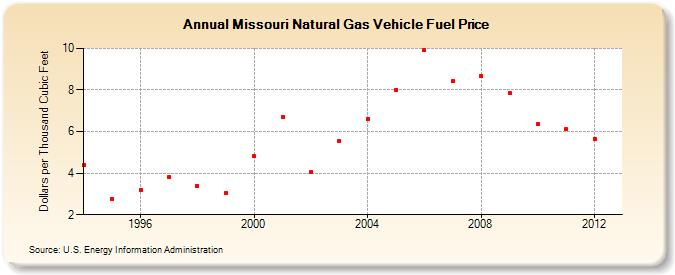 Annual Missouri Natural Gas Vehicle Fuel Price
Dollars per Thousand Cubic Feet
10
8
6
4
2
1996 2000 2004 2008 2012
Source: U.S. Energy Information Administration